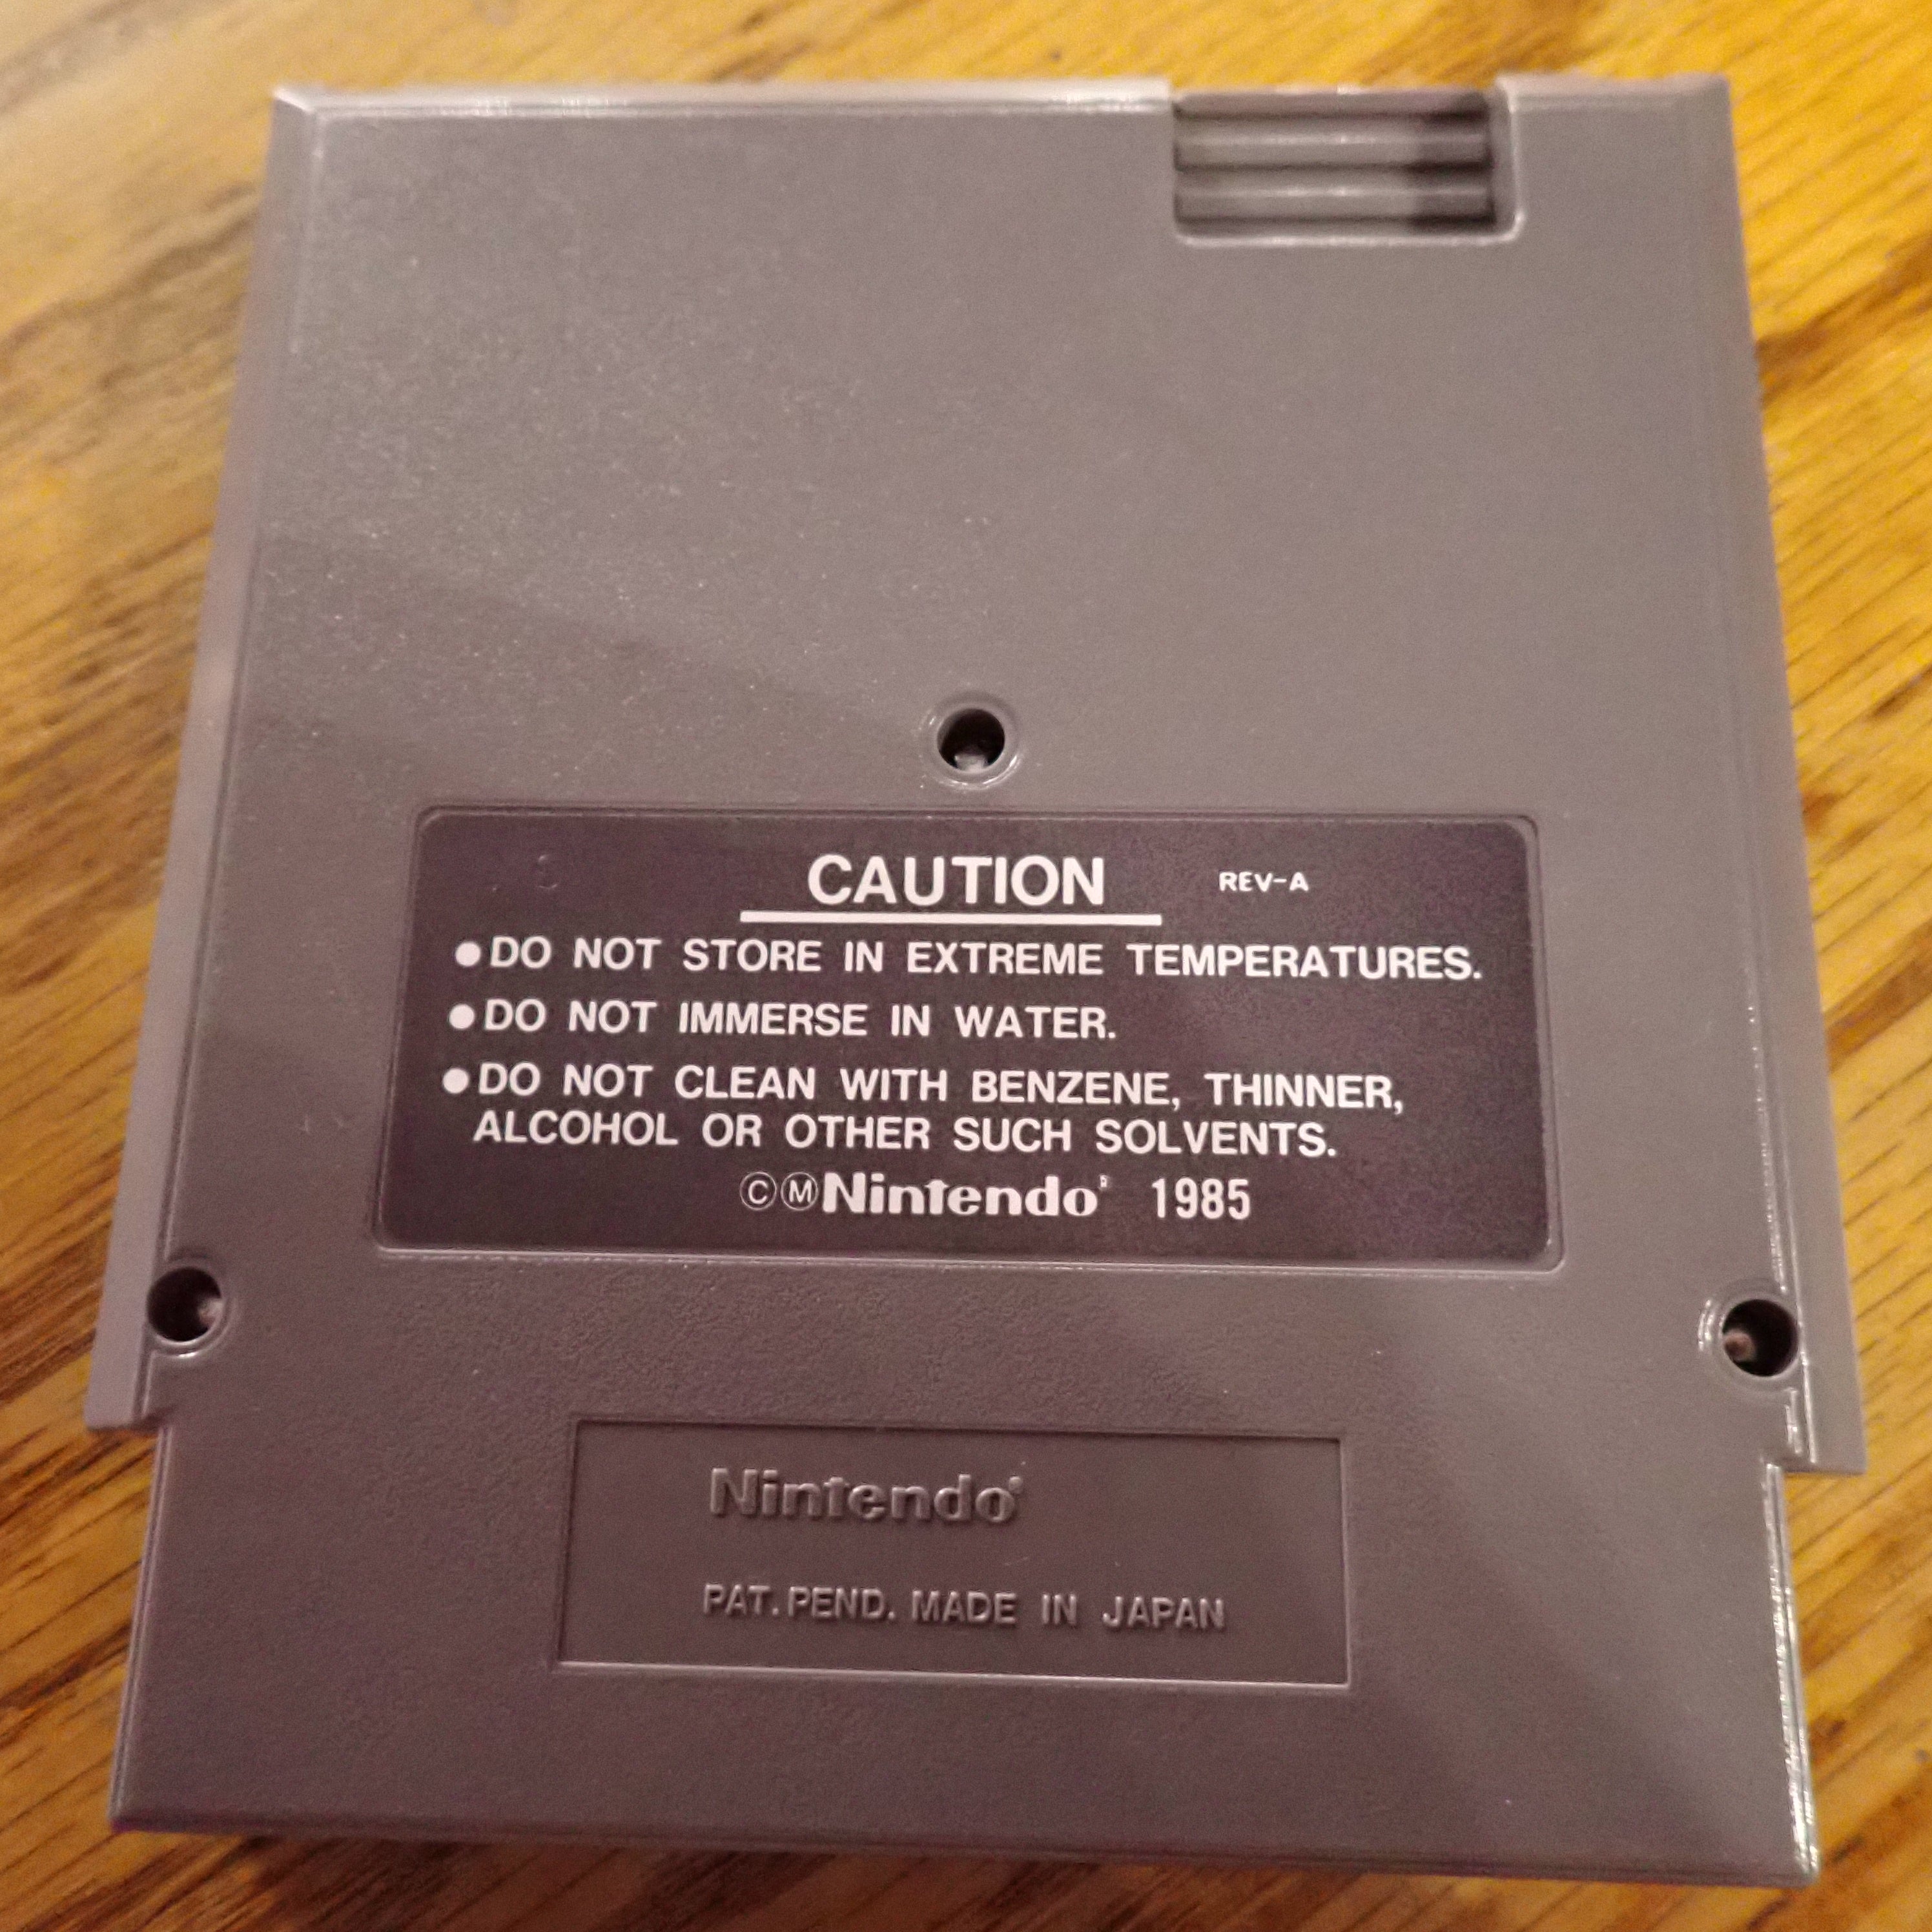 CAUTION REV-A
●DO NOT STORE IN EXTREME TEMPERATURES.
●DO NOT IMMERSE IN WATER.
●DO NOT CLEAN WITH BENZENE, THINNER,
ALCOHOL OR OTHER SUCH SOLVENTS.
©ⓂNintendo® 1985
Nintendo®
PAT. PEND. MADE IN JAPAN